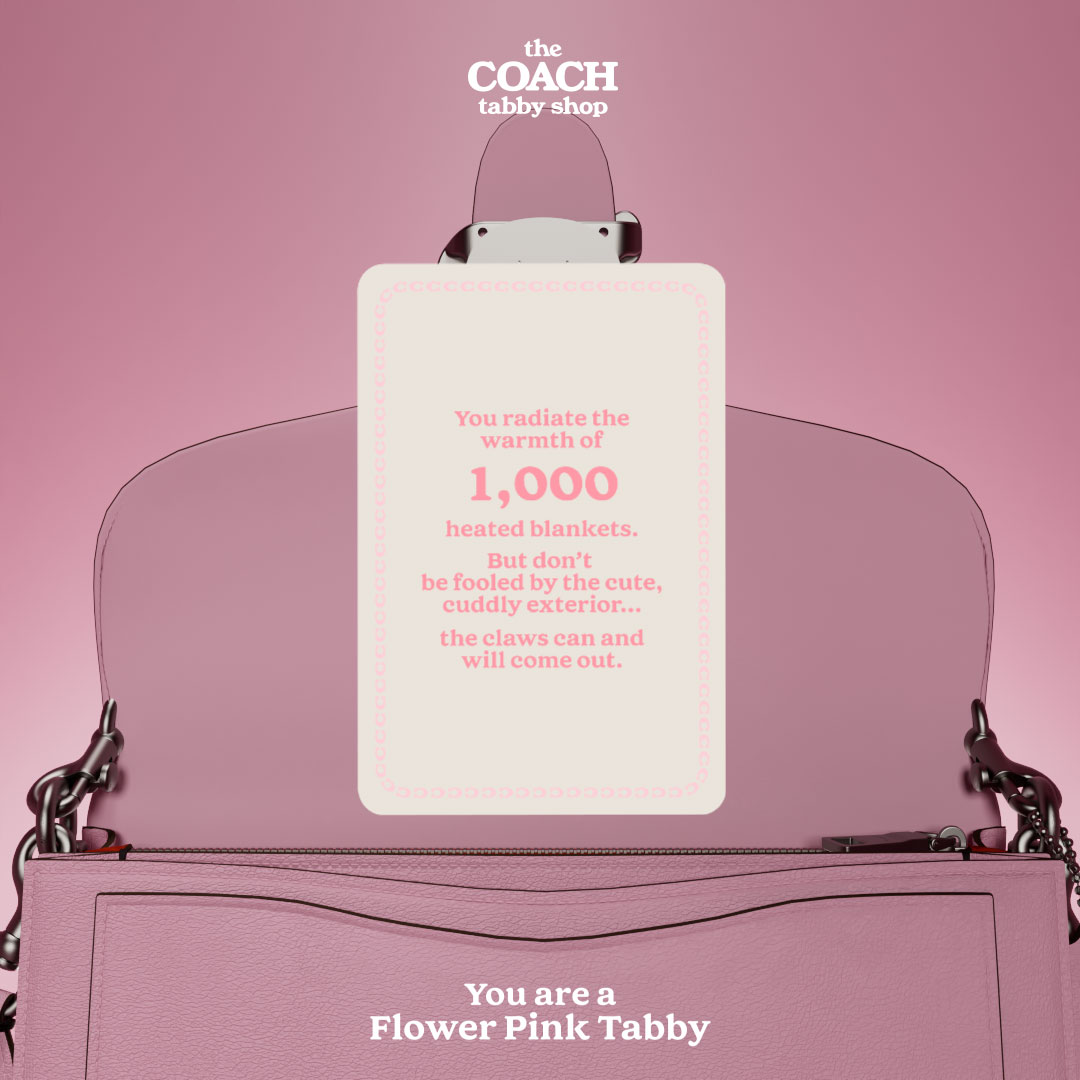 the
COACH
tabby shop
You radiate the
warmth of
1,000
heated blankets.
But don't
be fooled by the cute,
cuddly exterior...
the claws can and
will come out.
You are a
Flower Pink Tabby